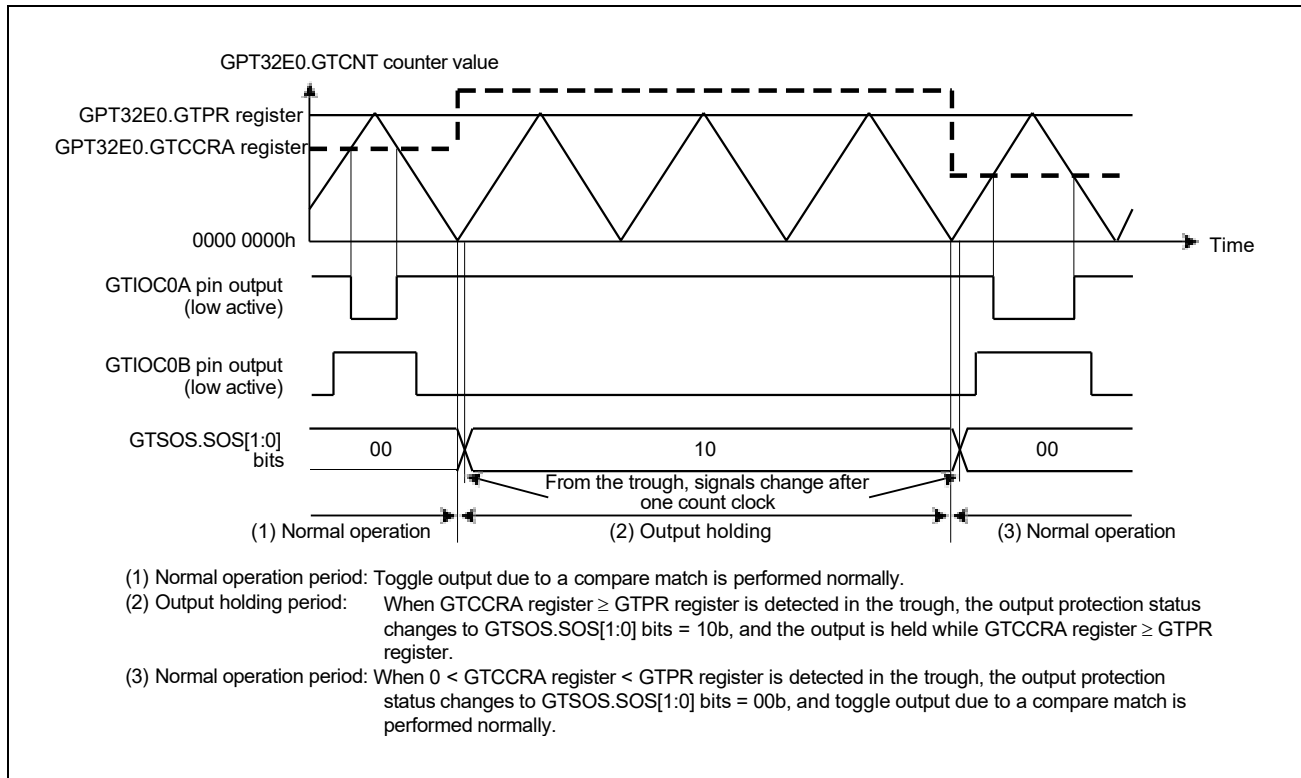 GPT32E0.GTCNT counter value
GPT32E0.GTPR register
GPT32E0.GTCCRA register
0000 0000h
Time
GTIOC0A pin output
(low active)
GTIOC0B pin output
(low active)
GTSOS.SOS[1:0]
bits
00
10
00
From the trough, signals change after
one count clock
(1) Normal operation
(2) Output holding
(3) Normal operation
(1) Normal operation period: Toggle output due to a compare match is performed normally.
(2) Output holding period: When GTCCRA register ≥ GTPR register is detected in the trough, the output protection status
changes to GTSOS.SOS[1:0] bits = 10b, and the output is held while GTCCRA register ≥ GTPR
register.
(3) Normal operation period: When 0 < GTCCRA register < GTPR register is detected in the trough, the output protection
status changes to GTSOS.SOS[1:0] bits = 00b, and toggle output due to a compare match is
performed normally.